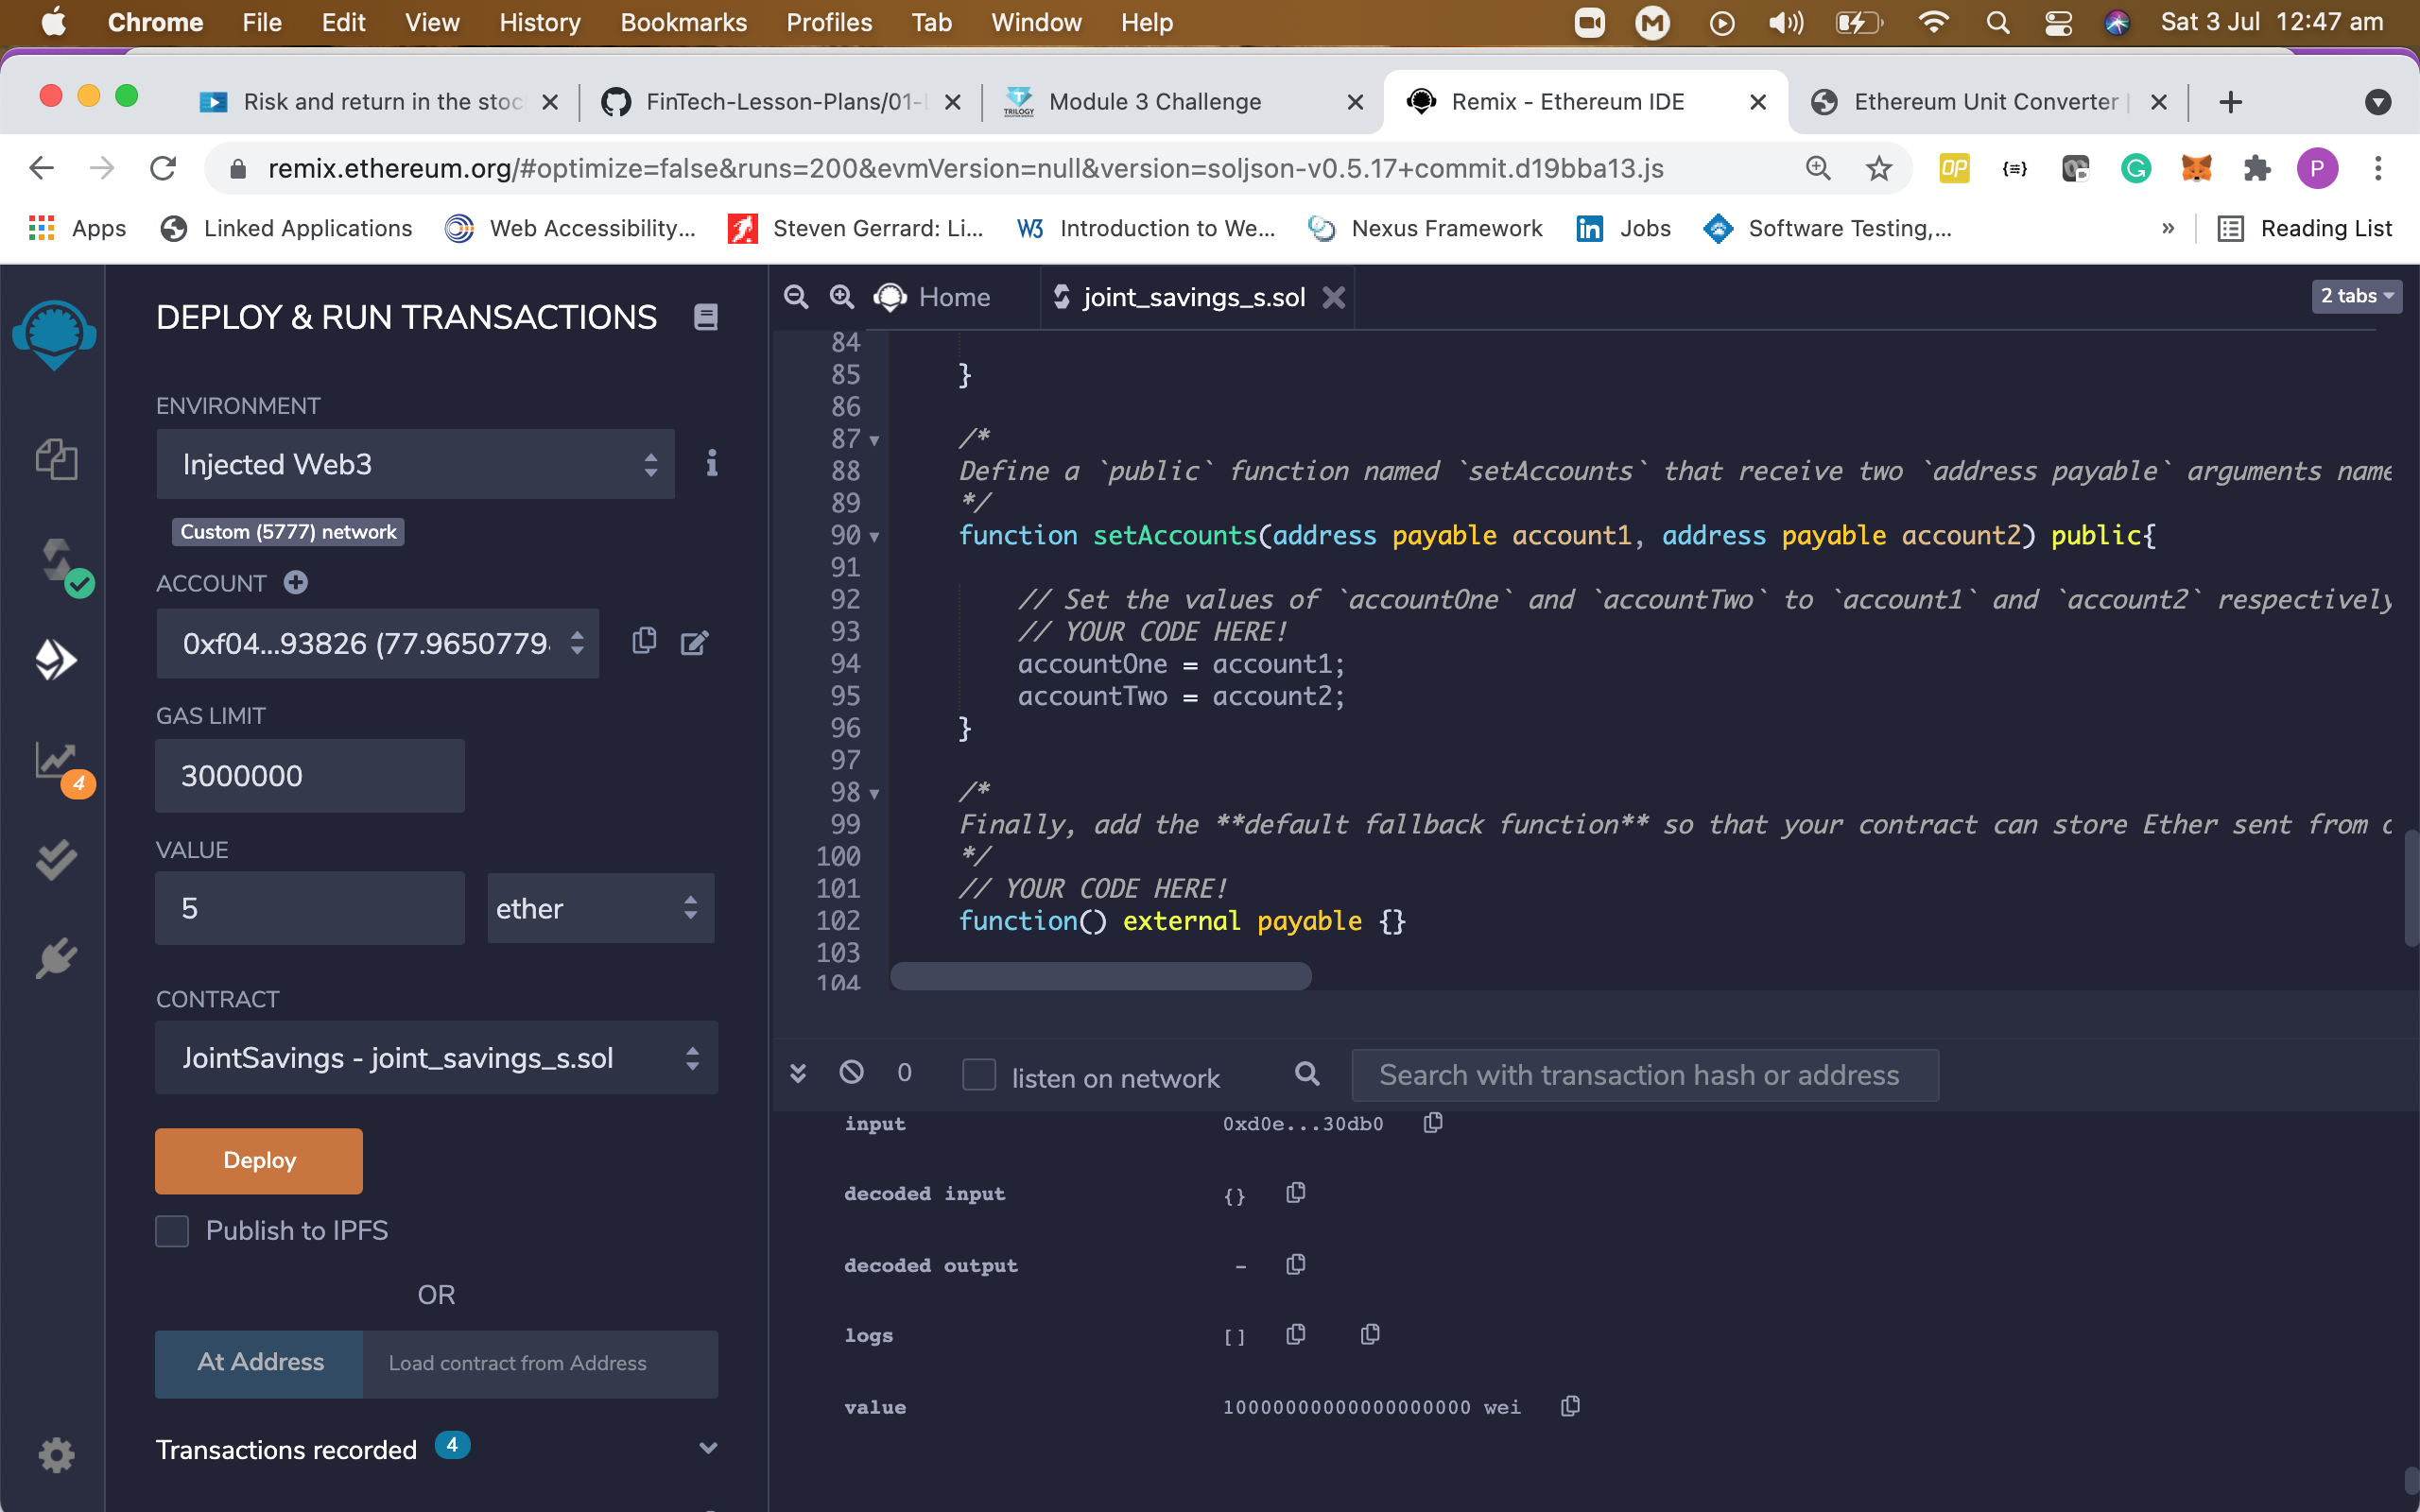 Chrome File Edit View History Bookmarks Profiles Tab Window Help Sat 3 Jul 12:47 am
Risk and return in the stoc FinTech-Lesson-Plans/01- Module 3 Challenge Remix - Ethereum IDE Ethereum Unit Converter |
TRILOGY
remix.ethereum.org/#optimize=false&runs=200&evmVersion=null&version=soljson-v0.5.17+commit.d19bba13.js OP P
Apps Linked Applications Web Accessibility... Steven Gerrard: Li... W3 Introduction to We... Nexus Framework Jobs Software Testing,... » Reading List
DEPLOY & RUN TRANSACTIONS
ENVIRONMENT
Injected Web3
Custom (5777) network
ACCOUNT
0xf04...93826 (77.9650779
GAS LIMIT
3000000
VALUE
5 ether
CONTRACT
JointSavings - joint_savings_s.sol
Deploy
Publish to IPFS
OR
At Address Load contract from Address
Transactions recorded 4
4
Home joint_savings_s.sol 2 tabs
84
85 }
86
87 /*
88 Define a `public` function named `setAccounts` that receive two `address payable` arguments name
89 */
90 function setAccounts(address payable account1, address payable account2) public{
91
92 // Set the values of `accountOne` and `accountTwo` to `account1` and `account2` respectively
93 // YOUR CODE HERE!
94 accountOne = account1;
95 accountTwo = account2;
96 }
97
98 /*
99 Finally, add the **default fallback function** so that your contract can store Ether sent from o
100 */
101 // YOUR CODE HERE!
102 function() external payable {}
103
104
0 listen on network Search with transaction hash or address
input 0xd0e...30db0
decoded input {}
decoded output -
logs []
value 10000000000000000000 wei